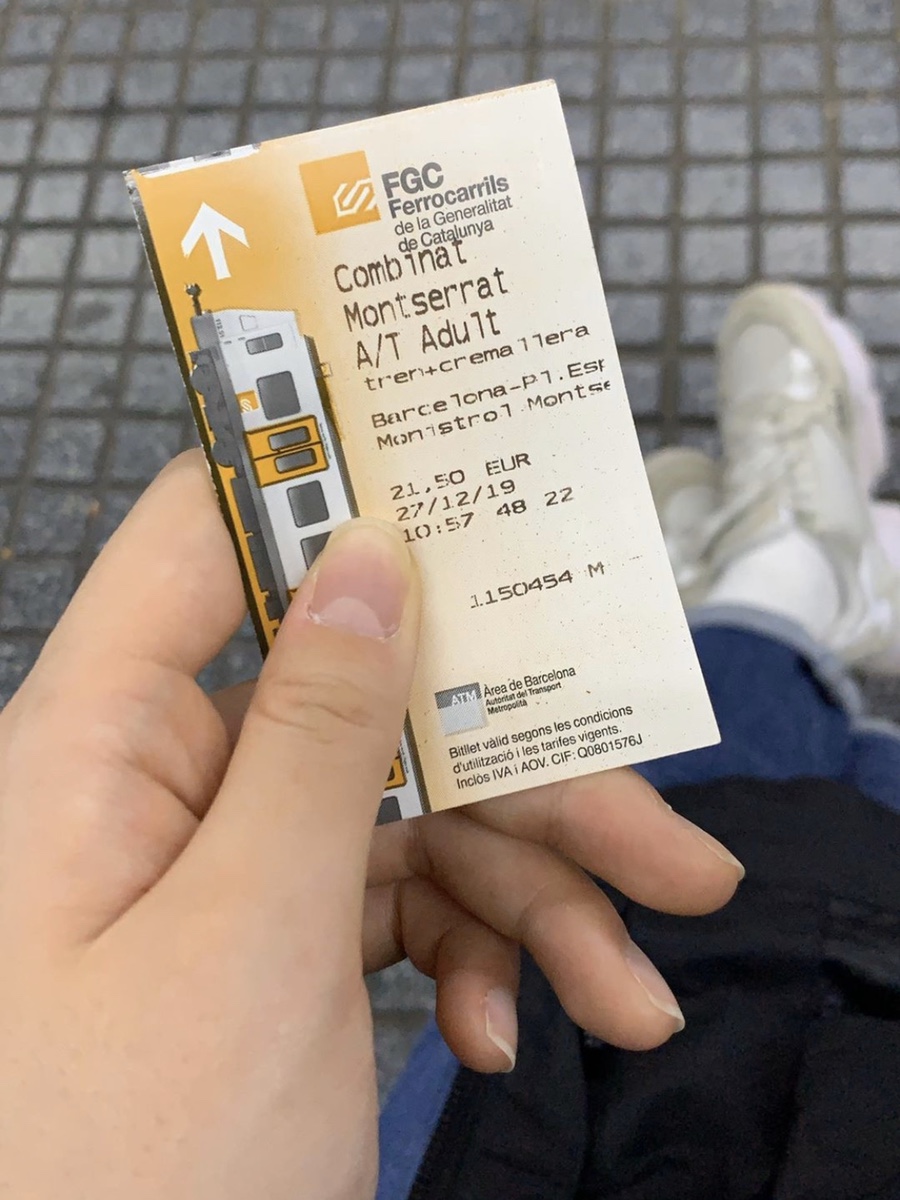 FGC
Ferrocarrils
de la Generalitat
de Catalunya
Combinat
Montserrat
A/T Adult
tren+cremallera
Barcelona-Pl.Esp
Monistrol Montse
21,50 EUR
27/12/19
10:57 48 22
1150454 M
ATM
Àrea de Barcelona
Autoritat del Transport
Metropolità
Bitllet vàlid segons les condicions
d'utilització i les tarifes vigents.
Inclòs IVA i AOV. CIF: Q0801576J